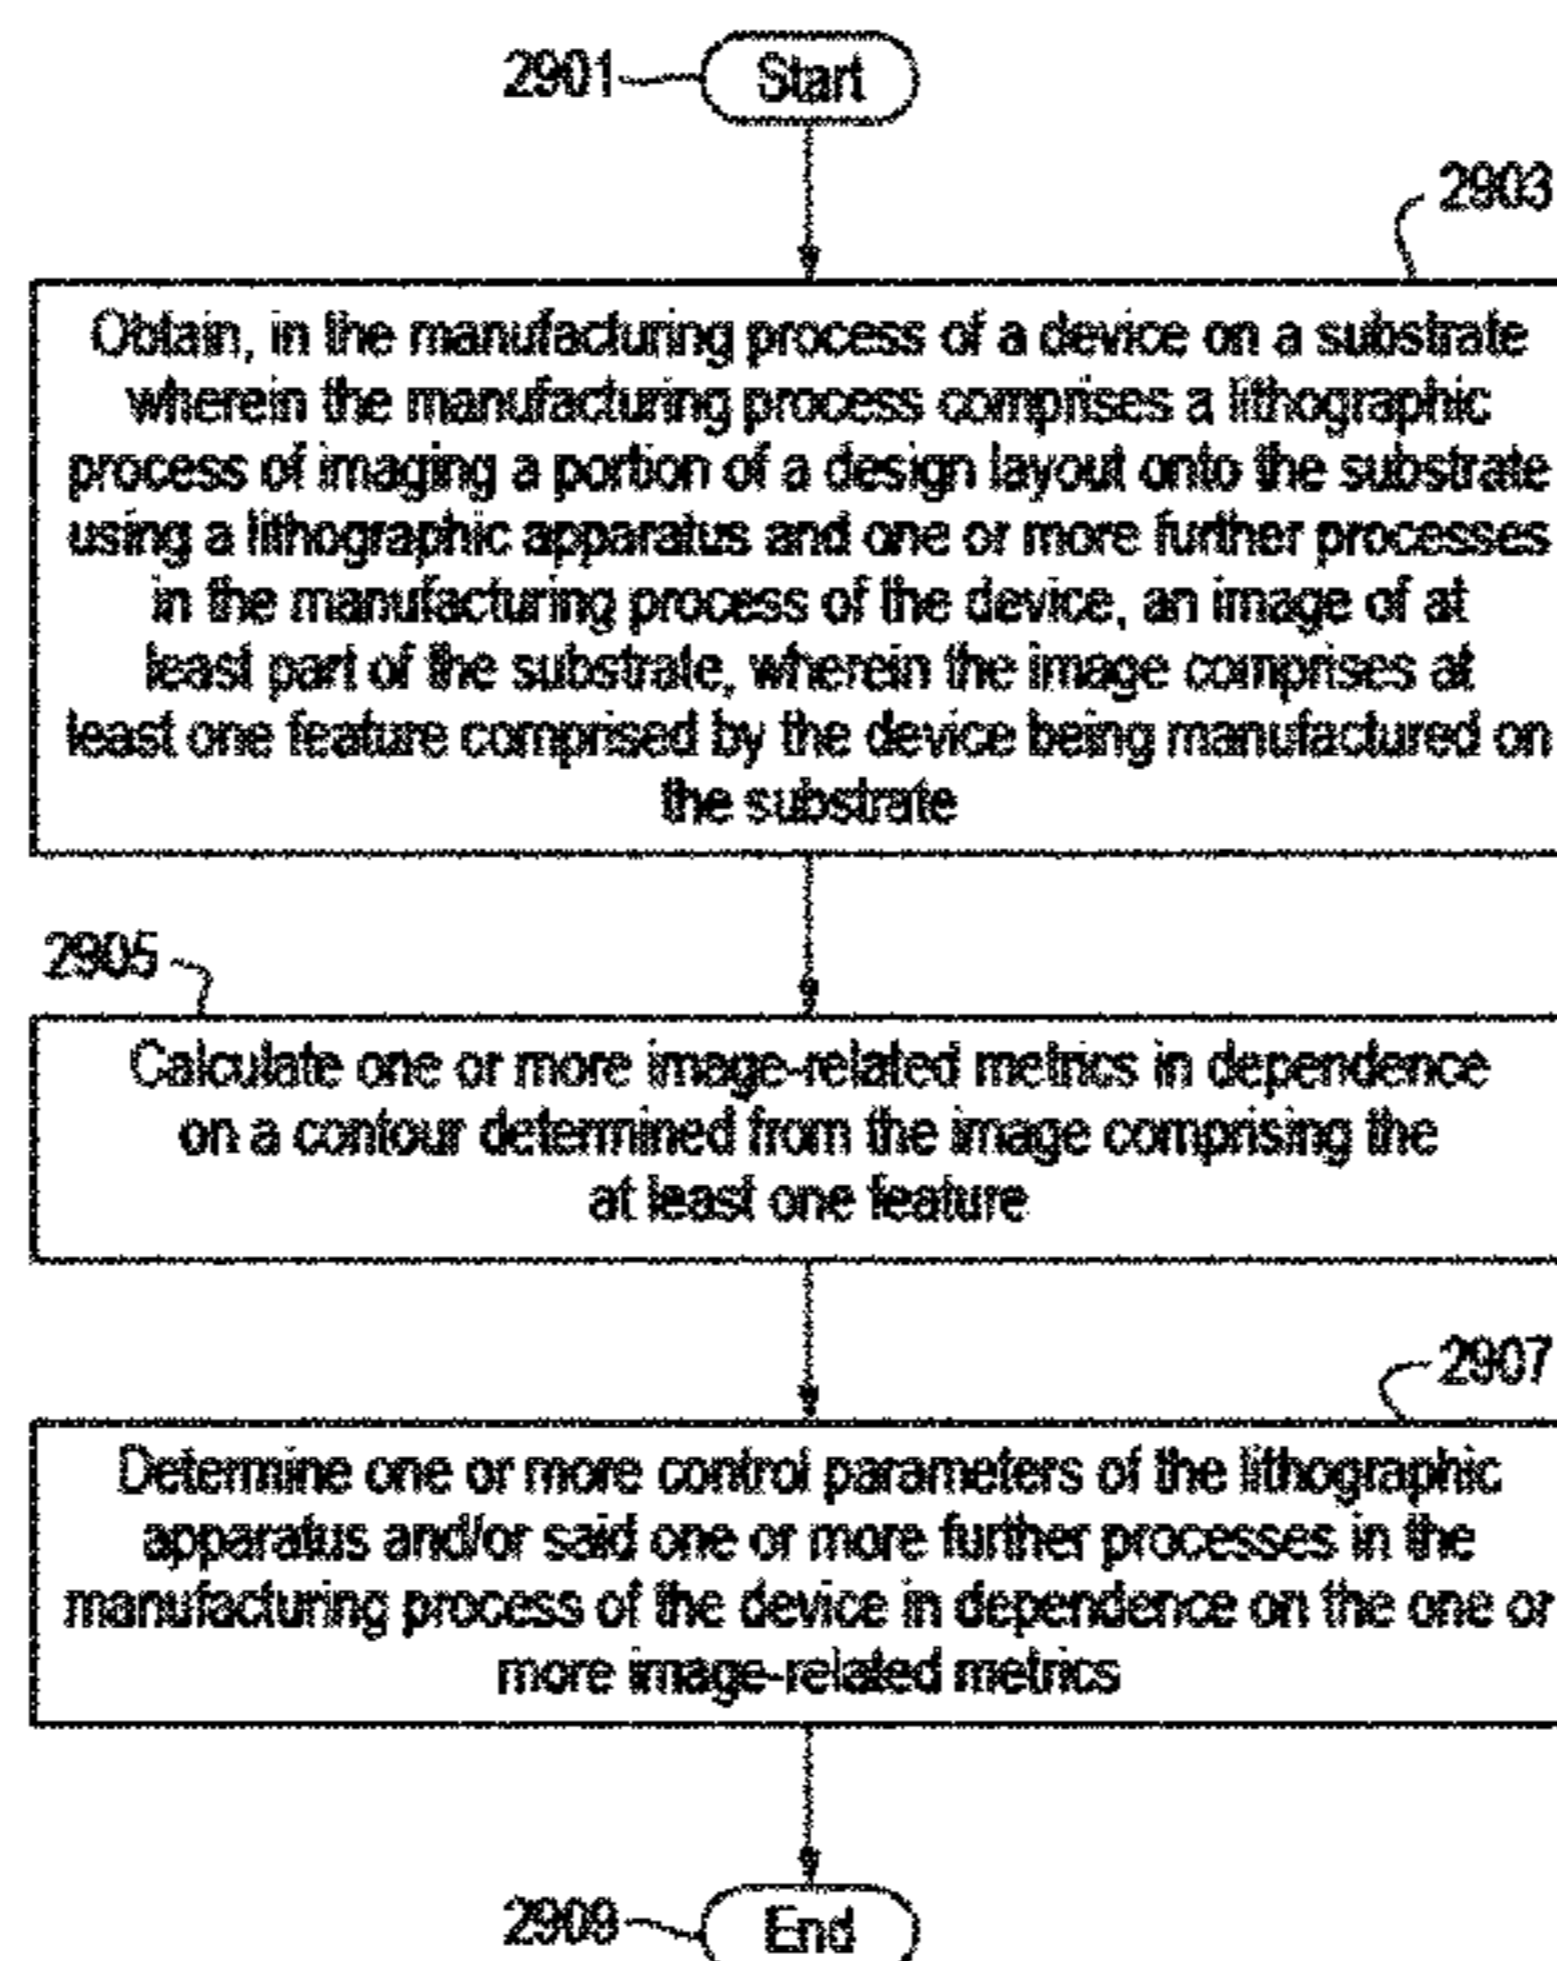 2901
Start
2903
Obtain, in the manufacturing process of a device on a substrate
wherein the manufacturing process comprises a lithographic
process of imaging a portion of a design layout onto the substrate
using a lithographic apparatus and one or more further processes
in the manufacturing process of the device, an image of at
least part of the substrate, wherein the image comprises at
least one feature comprised by the device being manufactured on
the substrate
2905
Calculate one or more image-related metrics in dependence
on a contour determined from the image comprising the
at least one feature
2907
Determine one or more control parameters of the lithographic
apparatus and/or said one or more further processes in the
manufacturing process of the device in dependence on the one or
more image-related metrics
2909
End